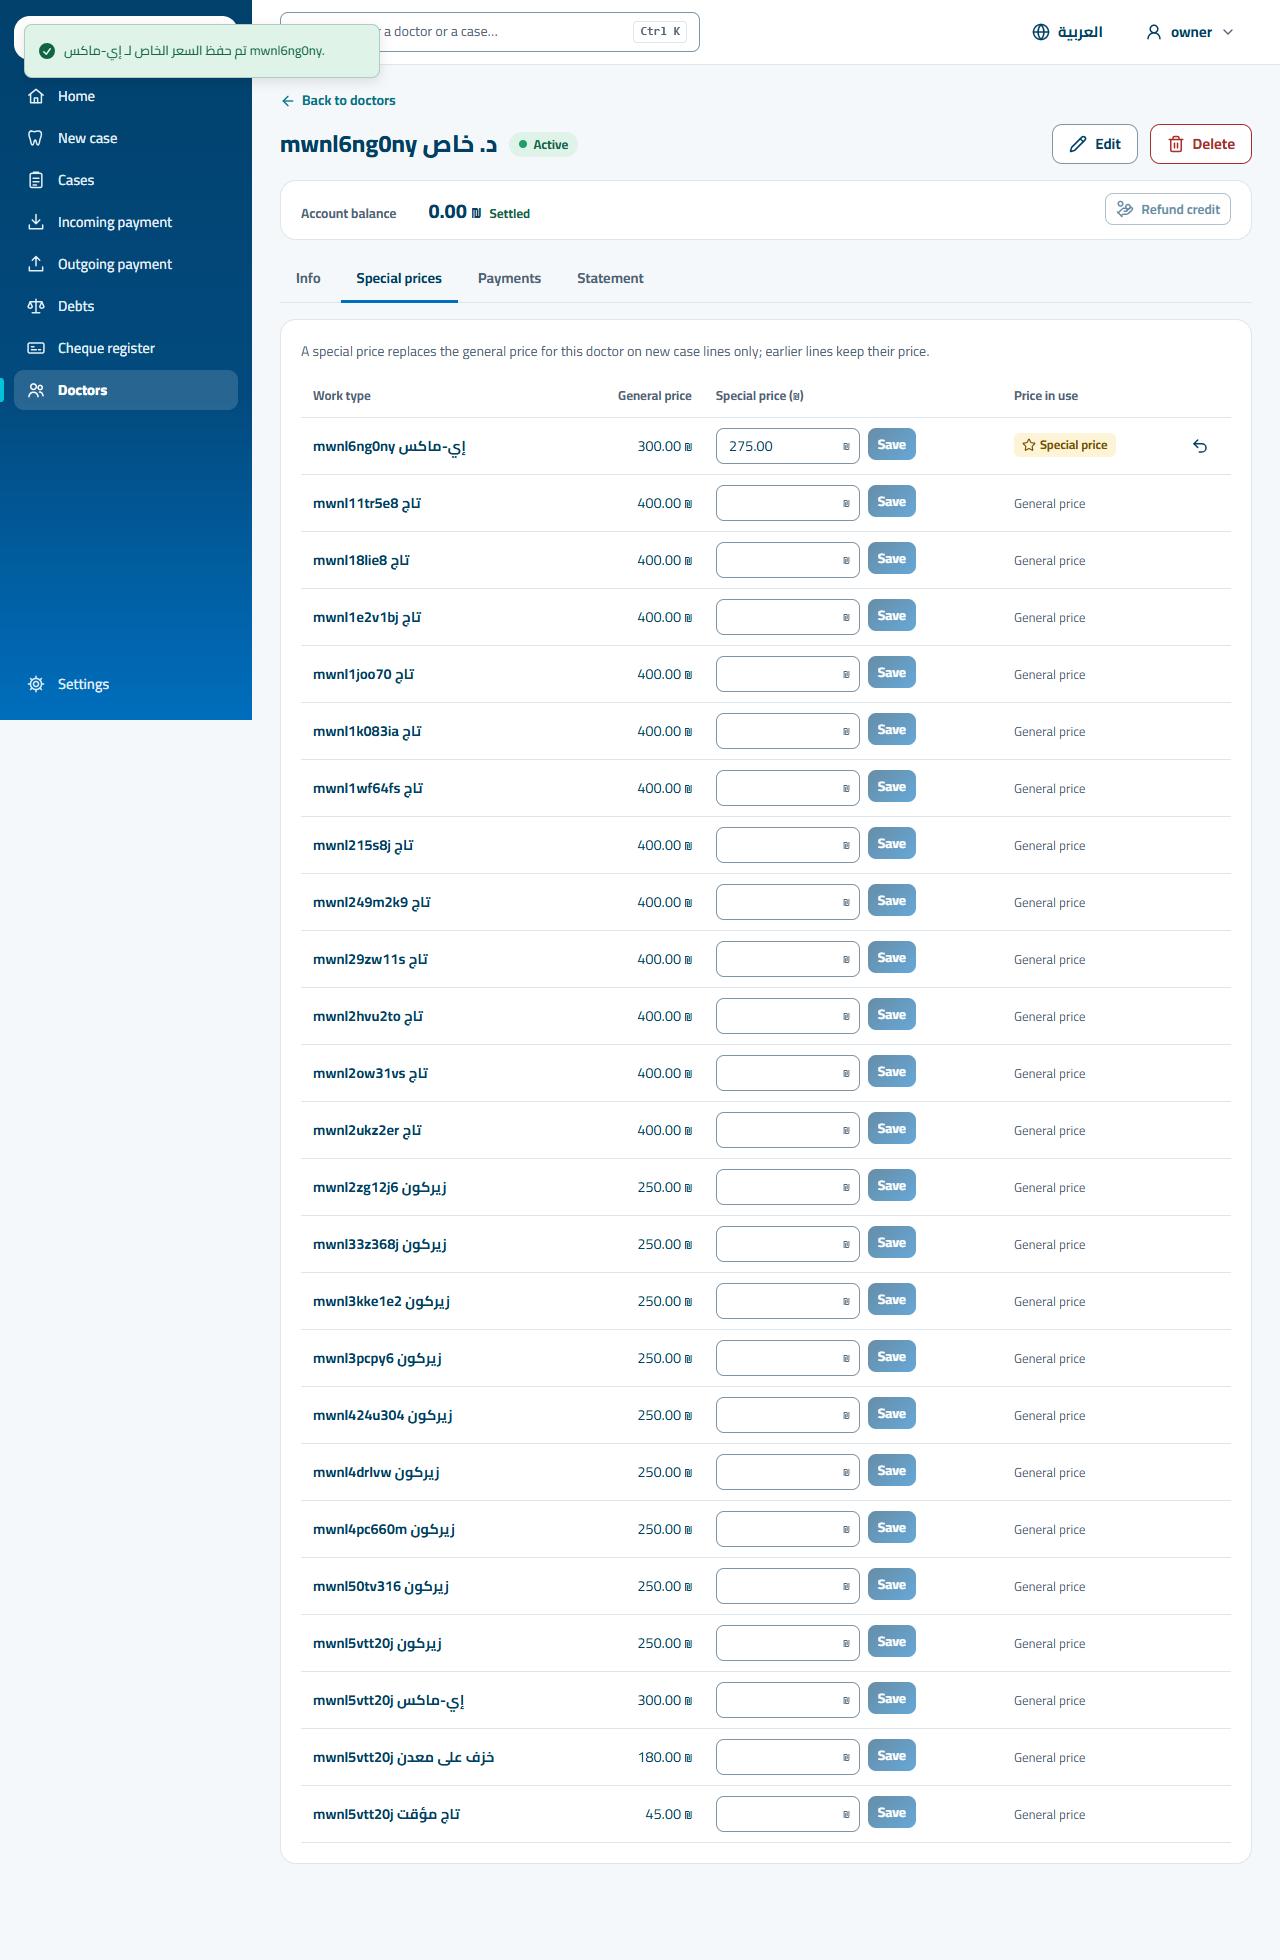 تم حفظ السعر الخاص لـ إي-ماكس mwnl6ng0ny.
a doctor or a case… Ctrl K
العربية
owner
Home
New case
Cases
Incoming payment
Outgoing payment
Debts
Cheque register
Doctors
Settings
Back to doctors
د. خاص mwnl6ng0ny
Active
Edit
Delete
Account balance 0.00 ₪ Settled
Refund credit
Info Special prices Payments Statement
A special price replaces the general price for this doctor on new case lines only; earlier lines keep their price.
Work type General price Special price (₪) Price in use
إي-ماكس mwnl6ng0ny 300.00 ₪ 275.00 ₪ Save Special price
تاج mwnl11tr5e8 400.00 ₪ ₪ Save General price
تاج mwnl18lie8 400.00 ₪ ₪ Save General price
تاج mwnl1e2v1bj 400.00 ₪ ₪ Save General price
تاج mwnl1joo70 400.00 ₪ ₪ Save General price
تاج mwnl1k083ia 400.00 ₪ ₪ Save General price
تاج mwnl1wf64fs 400.00 ₪ ₪ Save General price
تاج mwnl215s8j 400.00 ₪ ₪ Save General price
تاج mwnl249m2k9 400.00 ₪ ₪ Save General price
تاج mwnl29zw11s 400.00 ₪ ₪ Save General price
تاج mwnl2hvu2to 400.00 ₪ ₪ Save General price
تاج mwnl2ow31vs 400.00 ₪ ₪ Save General price
تاج mwnl2ukz2er 400.00 ₪ ₪ Save General price
زيركون mwnl2zg12j6 250.00 ₪ ₪ Save General price
زيركون mwnl33z368j 250.00 ₪ ₪ Save General price
زيركون mwnl3kke1e2 250.00 ₪ ₪ Save General price
زيركون mwnl3pcpy6 250.00 ₪ ₪ Save General price
زيركون mwnl424u304 250.00 ₪ ₪ Save General price
زيركون mwnl4drlvw 250.00 ₪ ₪ Save General price
زيركون mwnl4pc660m 250.00 ₪ ₪ Save General price
زيركون mwnl50tv316 250.00 ₪ ₪ Save General price
زيركون mwnl5vtt20j 250.00 ₪ ₪ Save General price
إي-ماكس mwnl5vtt20j 300.00 ₪ ₪ Save General price
خزف على معدن mwnl5vtt20j 180.00 ₪ ₪ Save General price
تاج مؤقت mwnl5vtt20j 45.00 ₪ ₪ Save General price